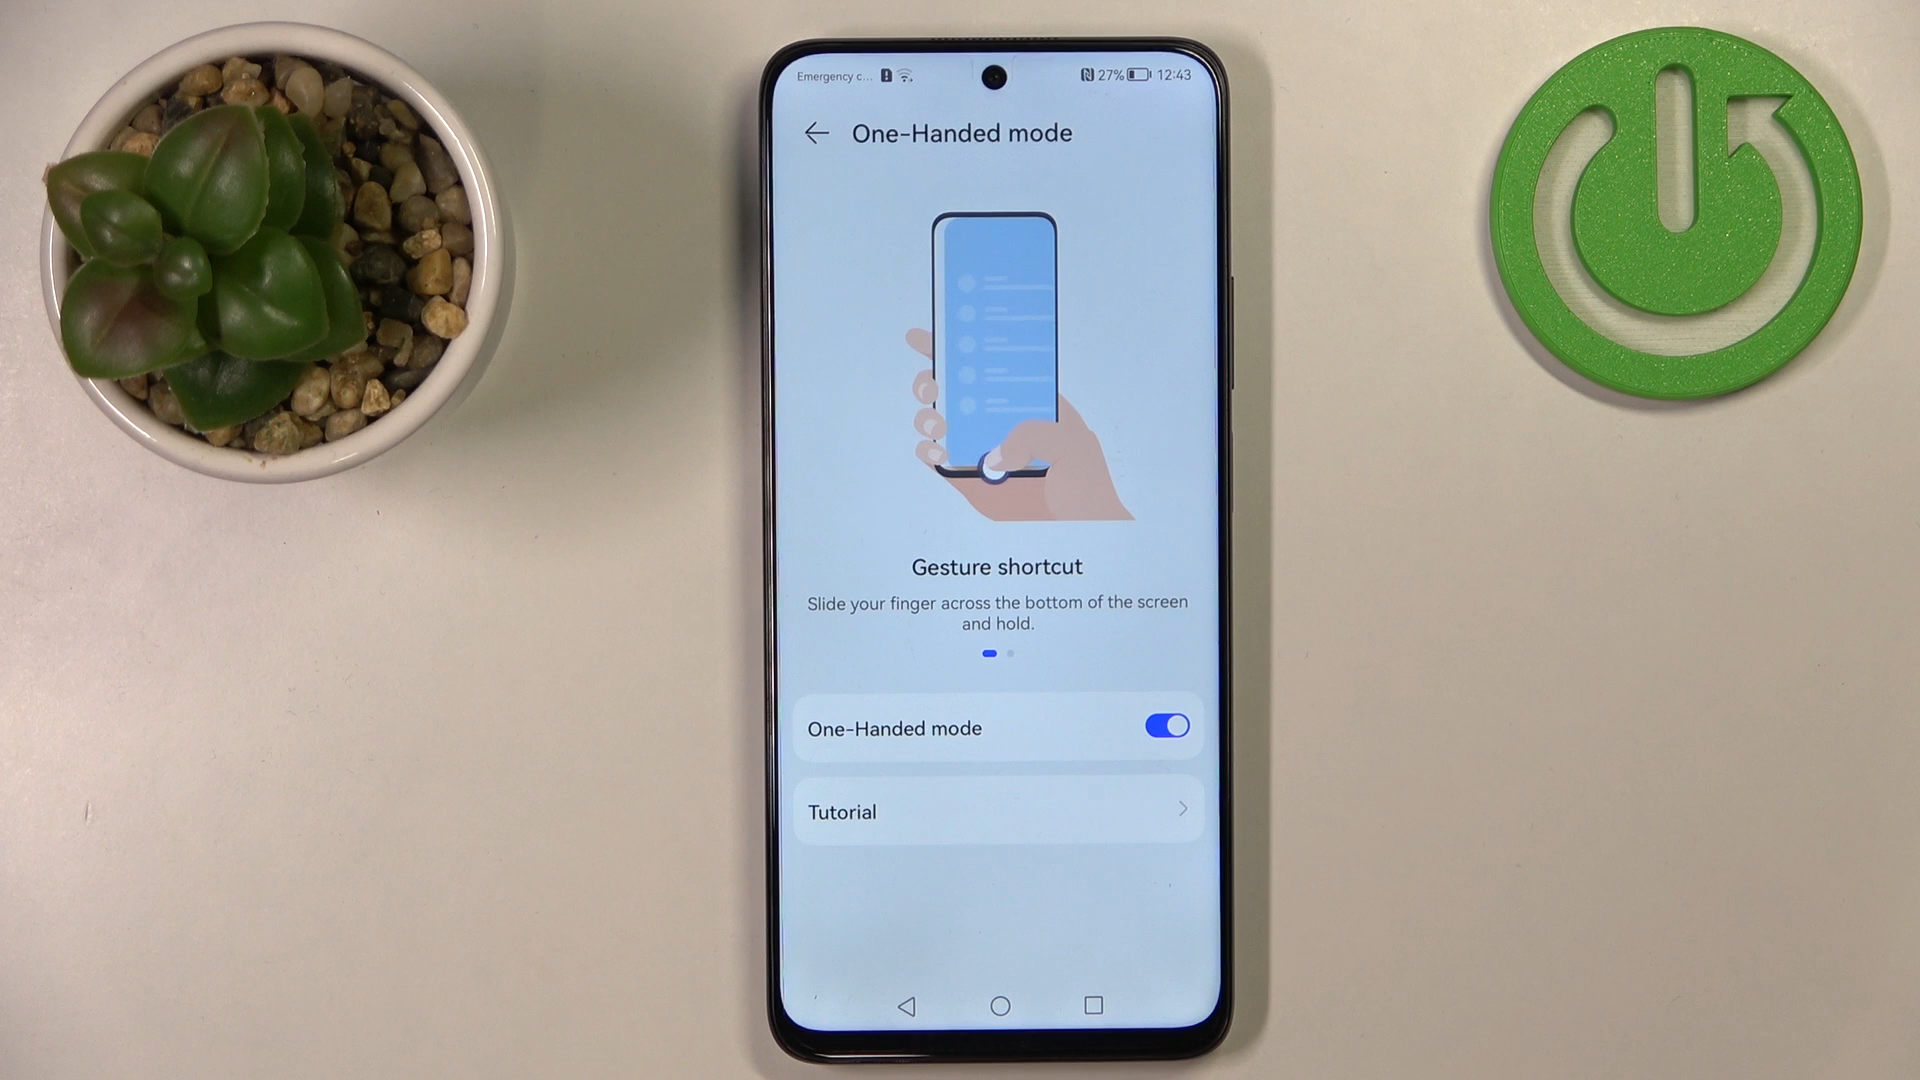 Emergency c... 27% 12:43
One-Handed mode
Gesture shortcut
Slide your finger across the bottom of the screen
and hold.
One-Handed mode
Tutorial